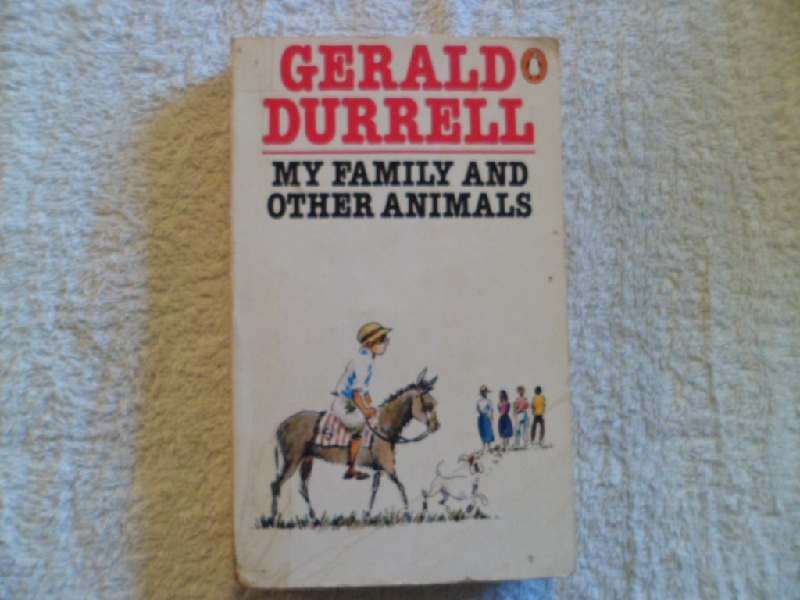 GERALD
DURRELL
MY FAMILY AND
OTHER ANIMALS